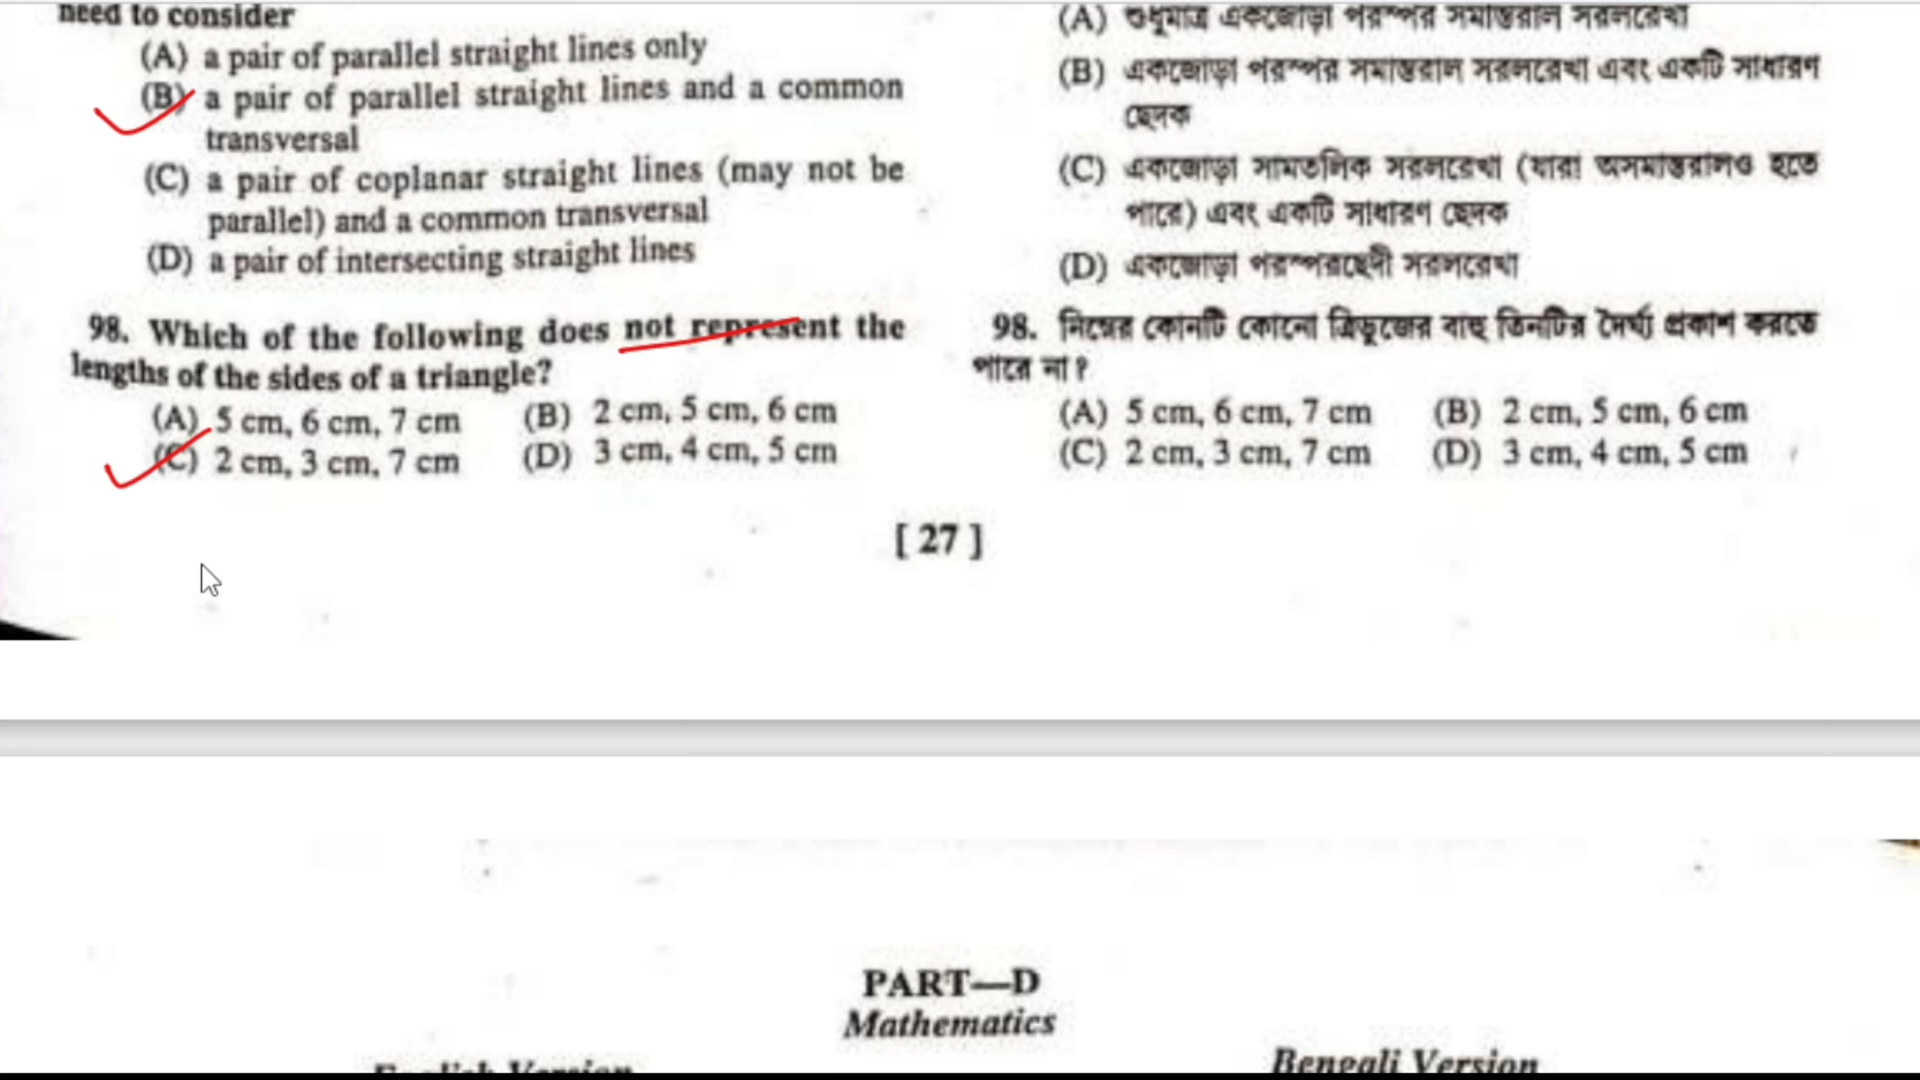 need to consider
(A) a pair of parallel straight lines only
(B) a pair of parallel straight lines and a common
transversal
(C) a pair of coplanar straight lines (may not be
parallel) and a common transversal
(D) a pair of intersecting straight lines
98. Which of the following does not represent the
lengths of the sides of a triangle?
(A) 5 cm, 6 cm, 7 cm (B) 2 cm, 5 cm, 6 cm
(C) 2 cm, 3 cm, 7 cm (D) 3 cm, 4 cm, 5 cm
(A) শুধুমাত্র একজোড়া পরস্পর সমান্তরাল সরলরেখা
(B) একজোড়া পরস্পর সমান্তরাল সরলরেখা এবং একটি সাধারণ
ছেদক
(C) একজোড়া সামতলিক সরলরেখা (যারা অসমান্তরালও হতে
পারে) এবং একটি সাধারণ ছেদক
(D) একজোড়া পরস্পরছেদী সরলরেখা
98. নিম্নের কোনটি কোনো ত্রিভুজের বাহু তিনটির দৈর্ঘ্য প্রকাশ করতে
পারে না?
(A) 5 cm, 6 cm, 7 cm (B) 2 cm, 5 cm, 6 cm
(C) 2 cm, 3 cm, 7 cm (D) 3 cm, 4 cm, 5 cm
[ 27 ]
PART—D
Mathematics
English Version
Bengali Version